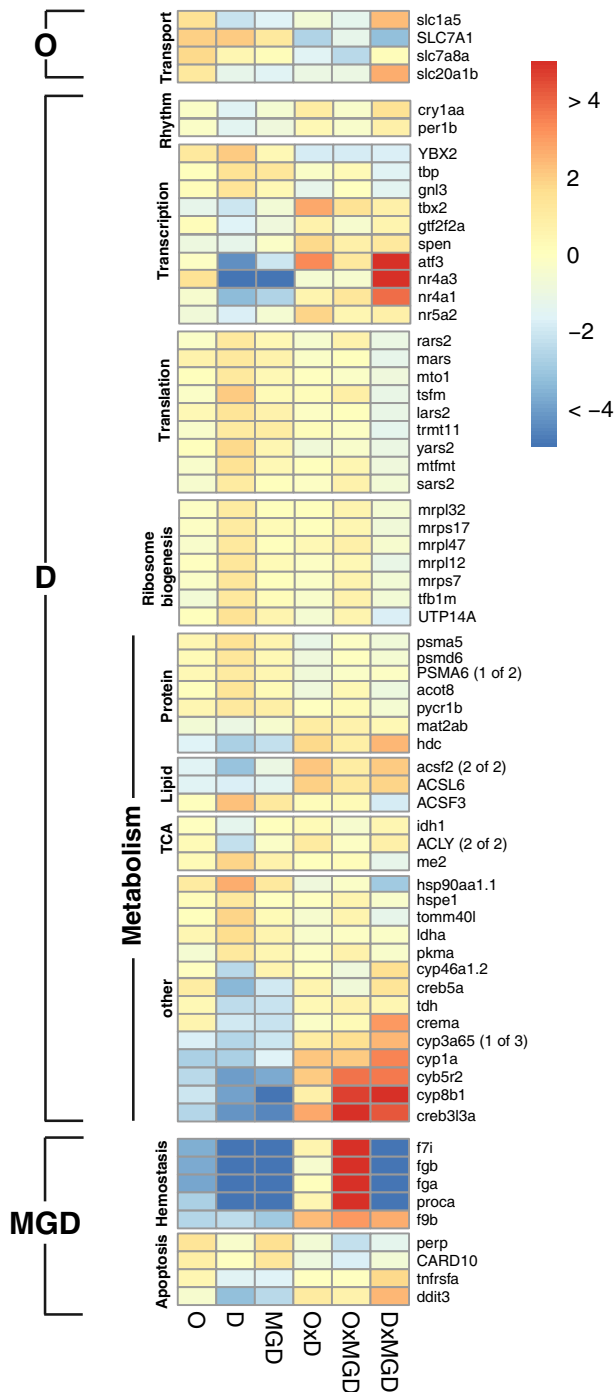 O
Transport
slc1a5
SLC7A1
slc7a8a
slc20a1b
D
Rhythm
cry1aa
per1b
Transcription
YBX2
tbp
gnl3
tbx2
gtf2f2a
spen
atf3
nr4a3
nr4a1
nr5a2
Translation
rars2
mars
mto1
tsfm
lars2
trmt11
yars2
mtfmt
sars2
Ribosome
biogenesis
mrpl32
mrps17
mrpl47
mrpl12
mrps7
tfb1m
UTP14A
Metabolism
Protein
psma5
psmd6
PSMA6 (1 of 2)
acot8
pycr1b
mat2ab
hdc
Lipid
acsf2 (2 of 2)
ACSL6
ACSF3
TCA
idh1
ACLY (2 of 2)
me2
other
hsp90aa1.1
hspe1
tomm40l
ldha
pkma
cyp46a1.2
creb5a
tdh
crema
cyp3a65 (1 of 3)
cyp1a
cyb5r2
cyp8b1
creb3l3a
MGD
Hemostasis
f7i
fgb
fga
proca
f9b
Apoptosis
perp
CARD10
tnfrsfa
ddit3
O
D
MGD
OxD
OxMGD
DxMGD
> 4
2
0
−2
< −4